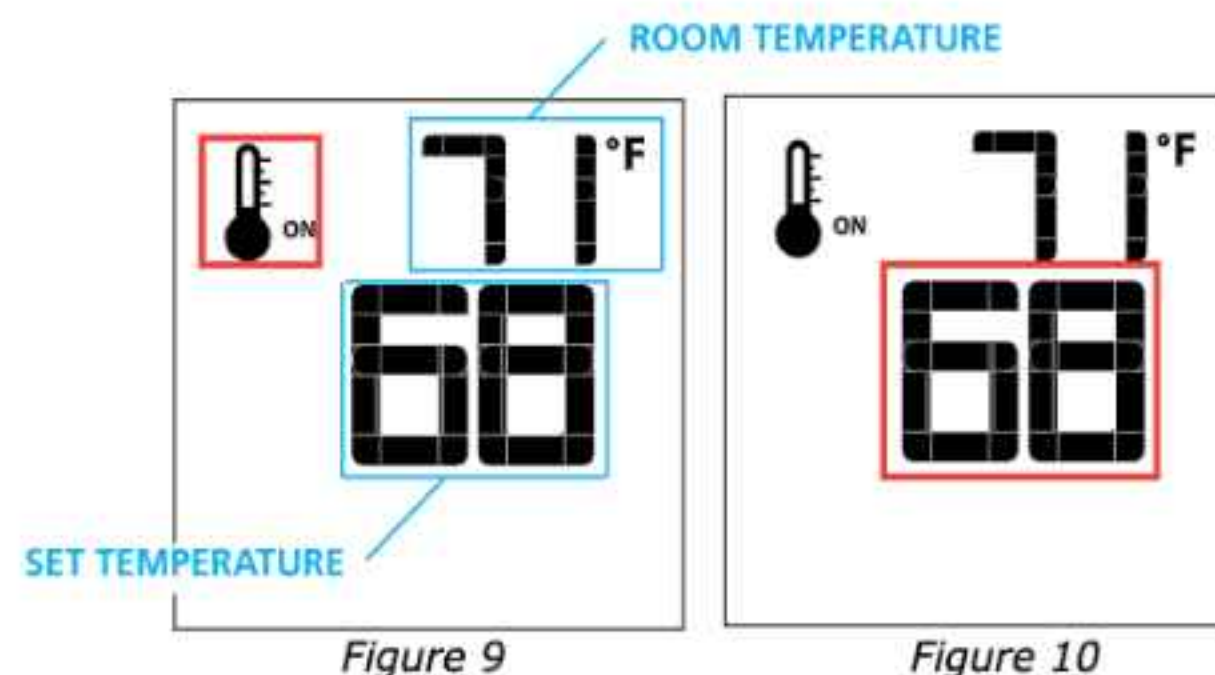 ROOM TEMPERATURE
71 °F
ON
68
SET TEMPERATURE
Figure 9
71 °F
ON
68
Figure 10